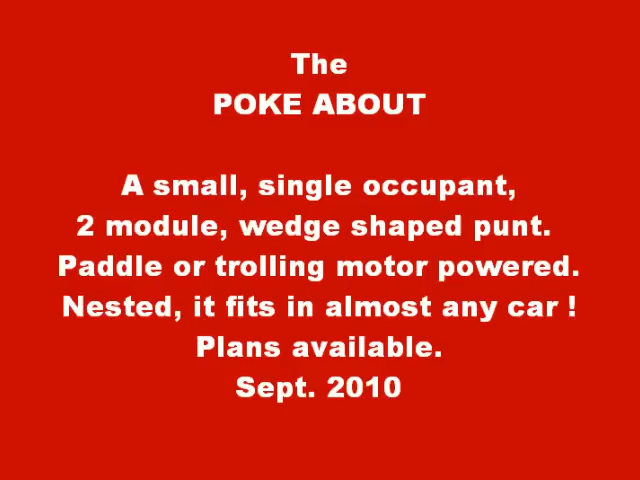 The
POKE ABOUT
A small, single occupant,
2 module, wedge shaped punt.
Paddle or trolling motor powered.
Nested, it fits in almost any car !
Plans available.
Sept. 2010